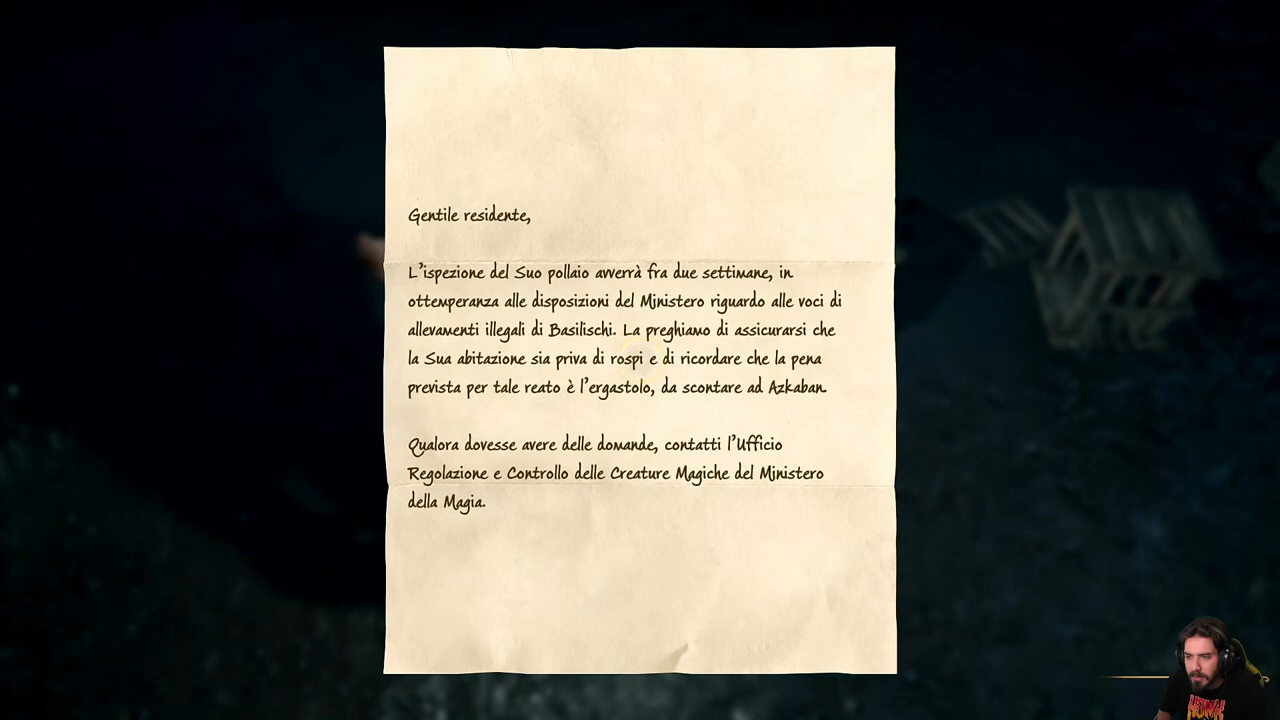 Gentile residente,
L'ispezione del Suo pollaio avverrà fra due settimane, in
ottemperanza alle disposizioni del Ministero riguardo alle voci di
allevamenti illegali di Basilischi. La preghiamo di assicurarsi che
la Sua abitazione sia priva di rospi e di ricordare che la pena
prevista per tale reato è l'ergastolo, da scontare ad Azkaban.
Qualora dovesse avere delle domande, contatti l'Ufficio
Regolazione e Controllo delle Creature Magiche del Ministero
della Magia.